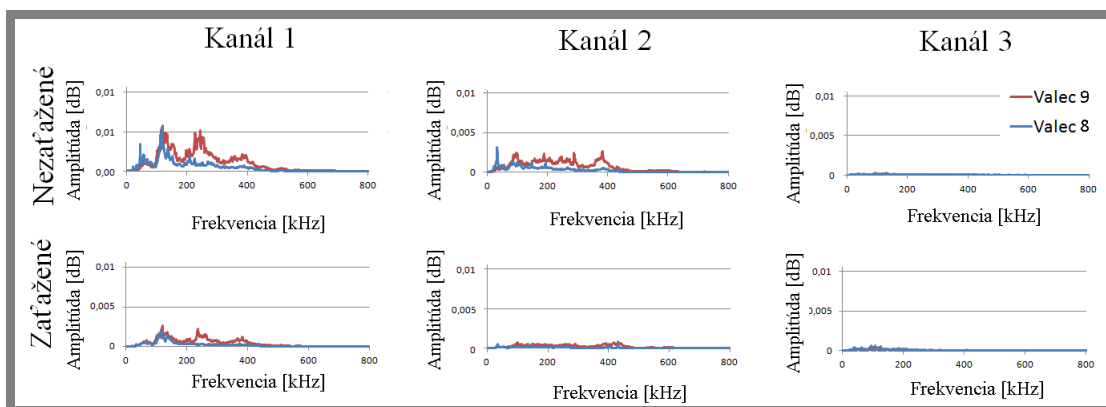 Kanál 1
Kanál 2
Kanál 3
Nezaťažené
Amplitúda [dB]
0,01
0,01
0,00
0 200 400 600 800
Frekvencia [kHz]
Amplitúda [dB]
0,01
0,005
0
0 200 400 600 800
Frekvencia [kHz]
Amplitúda [dB]
0,01
0,005
0
0 200 400 600 800
Frekvencia [kHz]
Valec 9
Valec 8
Zaťažené
Amplitúda [dB]
0,01
0,005
0
0 200 400 600 800
Frekvencia [kHz]
Amplitúda [dB]
0,01
0,005
0
0 200 400 600 800
Frekvencia [kHz]
Amplitúda [dB]
0,01
0,005
0
0 200 400 600 800
Frekvencia [kHz]